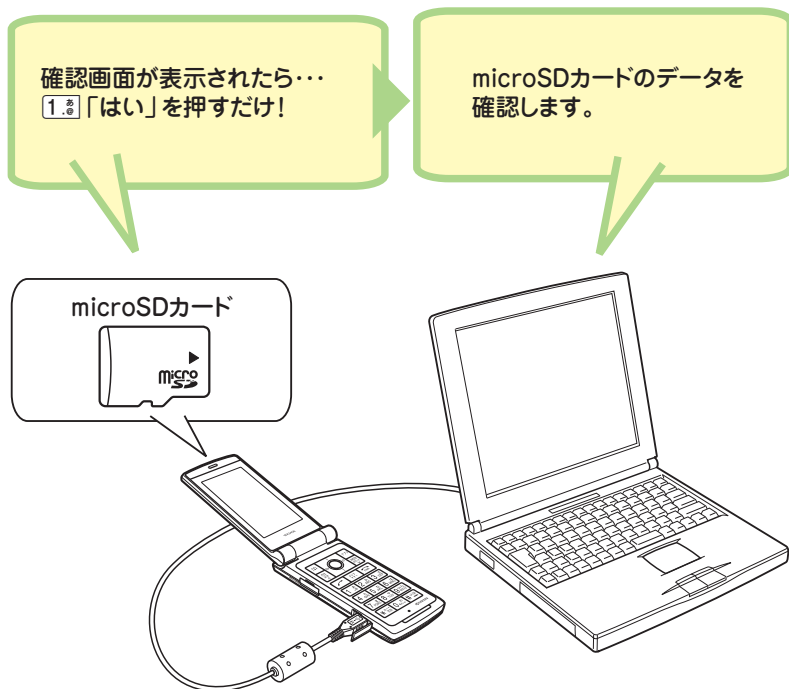 確認画面が表示されたら･･･
1.@「はい」を押すだけ!
microSDカードのデータを
確認します。
microSDカード
micro
SD